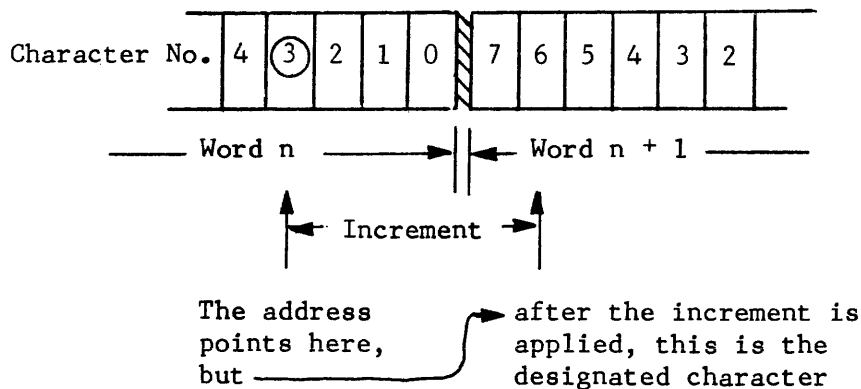 Character No. 4 3 2 1 0 7 6 5 4 3 2
Word n Word n + 1
Increment
The address
points here,
but
after the increment is
applied, this is the
designated character